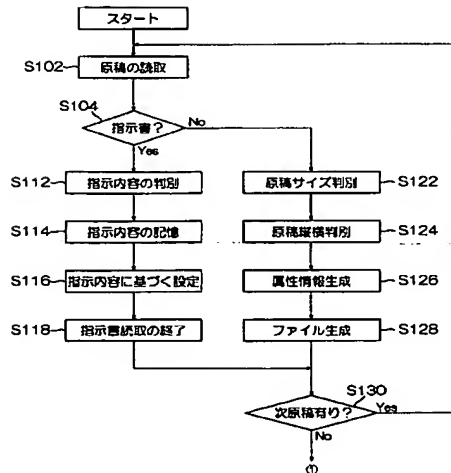 スタート
S102
原稿の読取
S104
指示書？
No
Yes
S112
指示内容の判別
原稿サイズ判別
S122
S114
指示内容の記憶
原稿縦横判別
S124
S116
指示内容に基づく設定
属性情報生成
S126
S118
指示書読取の終了
ファイル生成
S128
S130
次原稿有り？
Yes
No
①